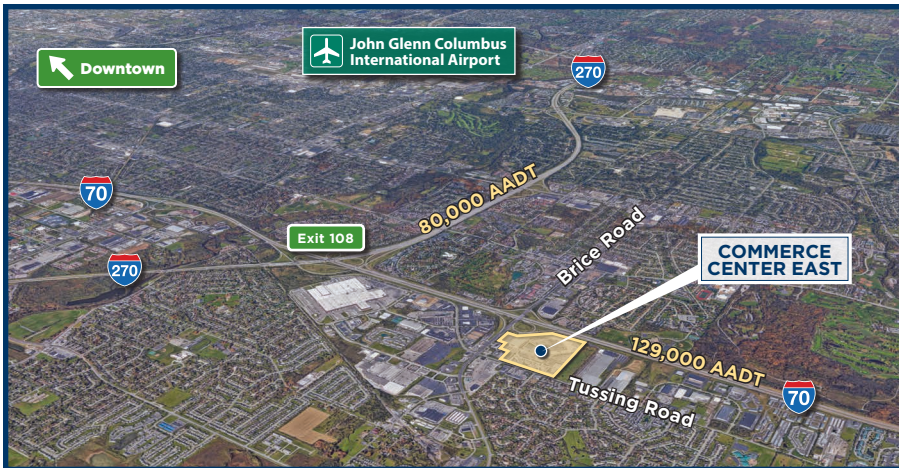 Downtown
John Glenn Columbus
International Airport
270
70
80,000 AADT
Exit 108
Brice Road
COMMERCE
CENTER EAST
270
129,000 AADT
Tussing Road
70